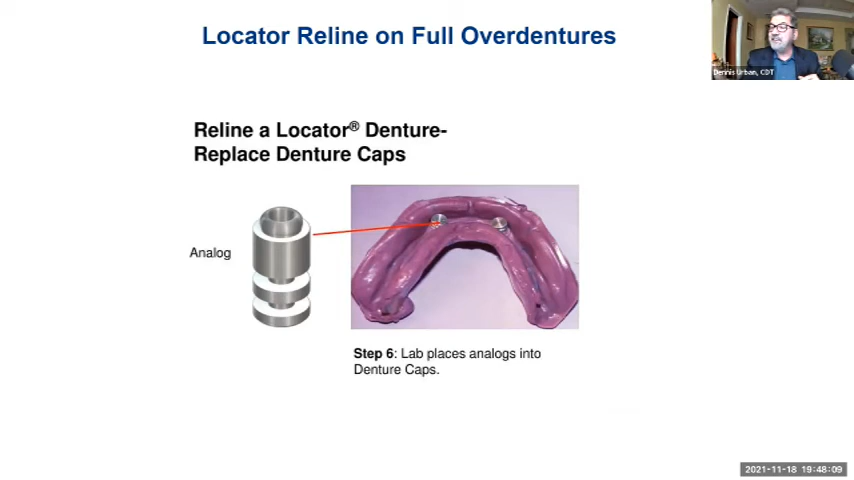 Locator Reline on Full Overdentures
Dennis Urban, CDT
Reline a Locator® Denture-
Replace Denture Caps
Analog
Step 6: Lab places analogs into
Denture Caps.
2021-11-18 19:48:09